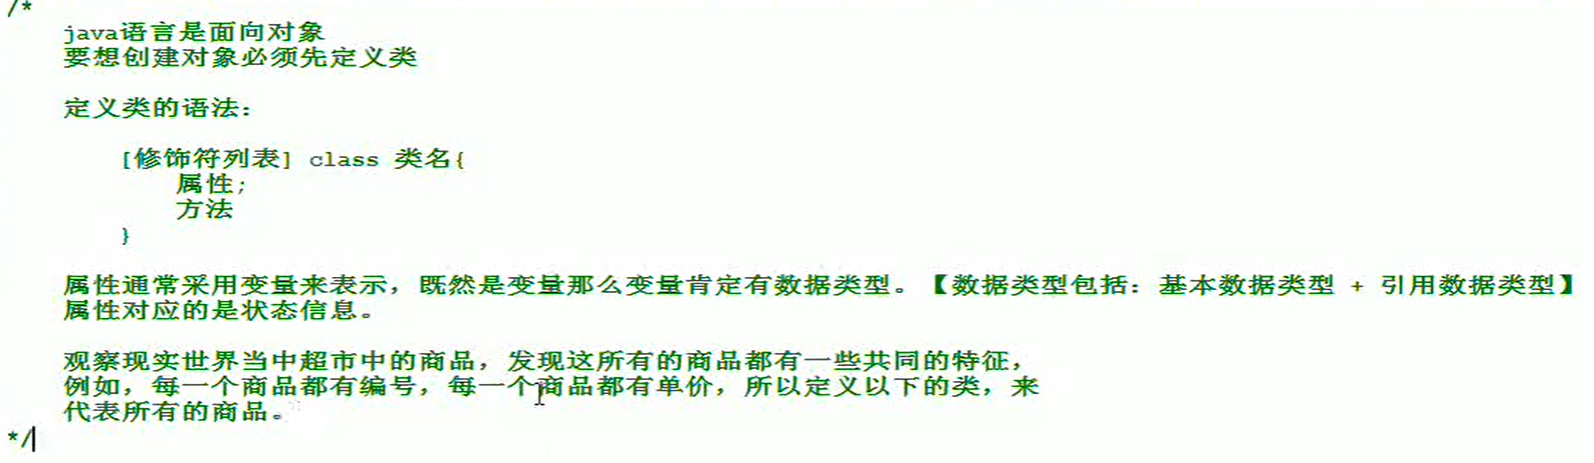 /*
java语言是面向对象
要想创建对象必须先定义类
定义类的语法：
[修饰符列表] class 类名{
属性;
方法
}
属性通常采用变量来表示，既然是变量那么变量肯定有数据类型。【数据类型包括：基本数据类型 + 引用数据类型】
属性对应的是状态信息。
观察现实世界当中超市中的商品，发现这所有的商品都有一些共同的特征，
例如，每一个商品都有编号，每一个商品都有单价，所以定义以下的类，来
代表所有的商品。
*/